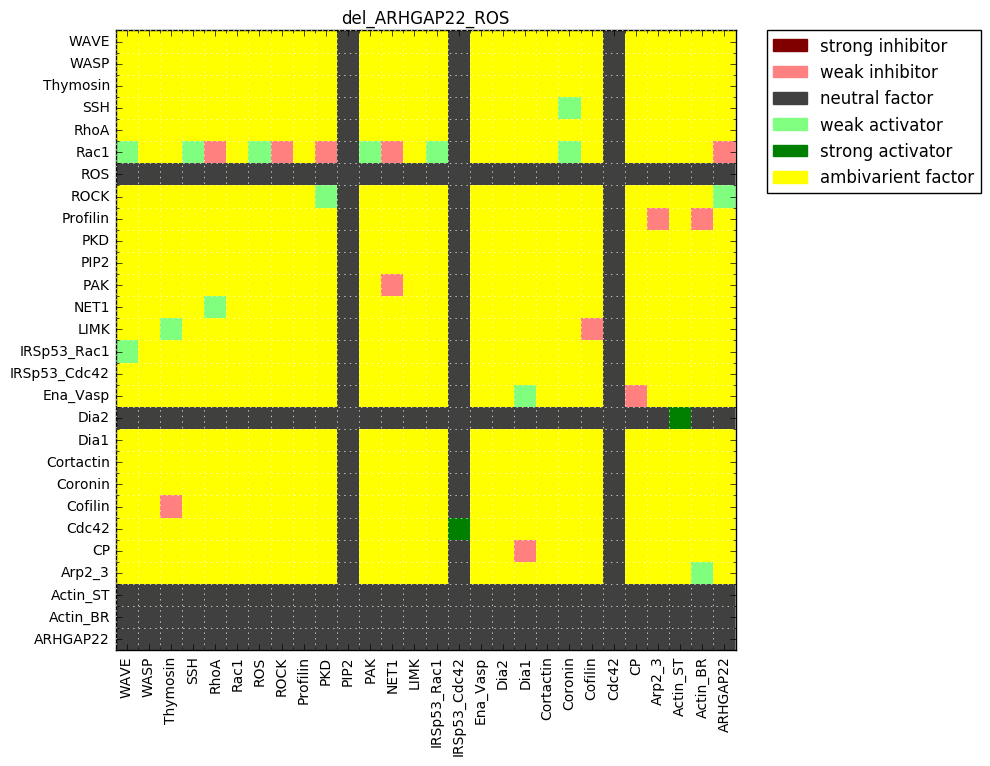 del_ARHGAP22_ROS
WAVE
WASP
Thymosin
SSH
RhoA
Rac1
ROS
ROCK
Profilin
PKD
PIP2
PAK
NET1
LIMK
IRSp53_Rac1
IRSp53_Cdc42
Ena_Vasp
Dia2
Dia1
Cortactin
Coronin
Cofilin
Cdc42
CP
Arp2_3
Actin_ST
Actin_BR
ARHGAP22
WAVE
WASP
Thymosin
SSH
RhoA
Rac1
ROS
ROCK
Profilin
PKD
PIP2
PAK
NET1
LIMK
IRSp53_Rac1
IRSp53_Cdc42
Ena_Vasp
Dia2
Dia1
Cortactin
Coronin
Cofilin
Cdc42
CP
Arp2_3
Actin_ST
Actin_BR
ARHGAP22
strong inhibitor
weak inhibitor
neutral factor
weak activator
strong activator
ambivarient factor